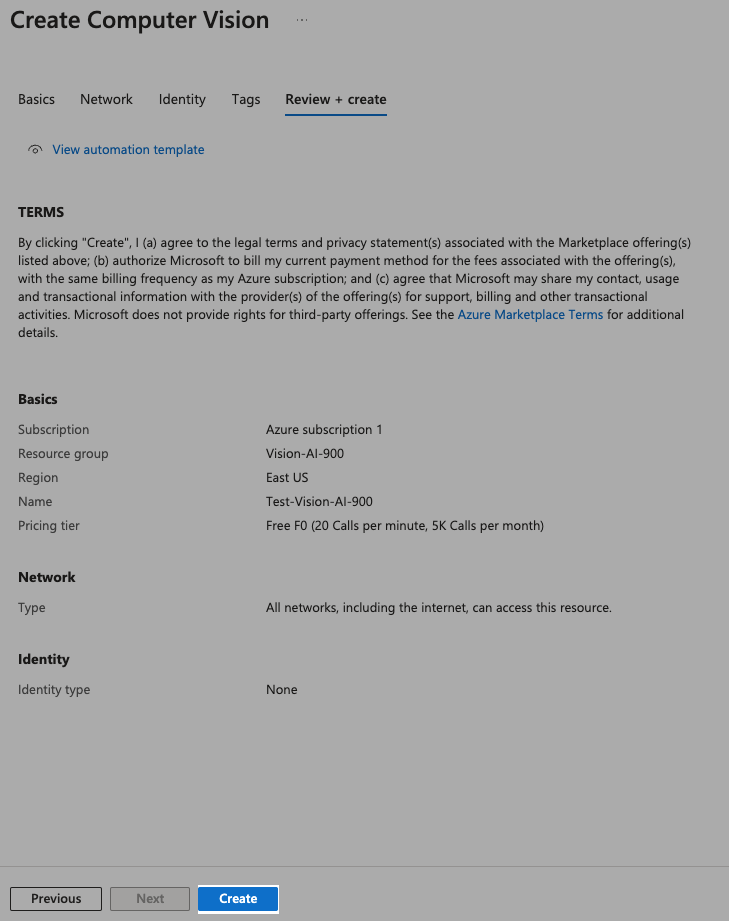 Create Computer Vision ...
Basics Network Identity Tags Review + create
View automation template
TERMS
By clicking "Create", I (a) agree to the legal terms and privacy statement(s) associated with the Marketplace offering(s)
listed above; (b) authorize Microsoft to bill my current payment method for the fees associated with the offering(s),
with the same billing frequency as my Azure subscription; and (c) agree that Microsoft may share my contact, usage
and transactional information with the provider(s) of the offering(s) for support, billing and other transactional
activities. Microsoft does not provide rights for third-party offerings. See the Azure Marketplace Terms for additional
details.
Basics
Subscription Azure subscription 1
Resource group Vision-AI-900
Region East US
Name Test-Vision-AI-900
Pricing tier Free F0 (20 Calls per minute, 5K Calls per month)
Network
Type All networks, including the internet, can access this resource.
Identity
Identity type None
Previous Next Create